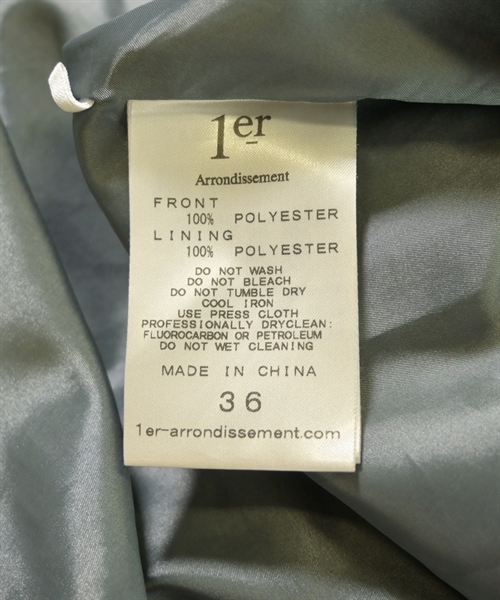 1er
Arrondissement
FRONT
100% POLYESTER
LINING
100% POLYESTER
DO NOT WASH
DO NOT BLEACH
DO NOT TUMBLE DRY
COOL IRON
USE PRESS CLOTH
PROFESSIONALLY DRYCLEAN:
FLUOROCARBON OR PETROLEUM
DO NOT WET CLEANING
MADE IN CHINA
36
1er-arrondissement.com